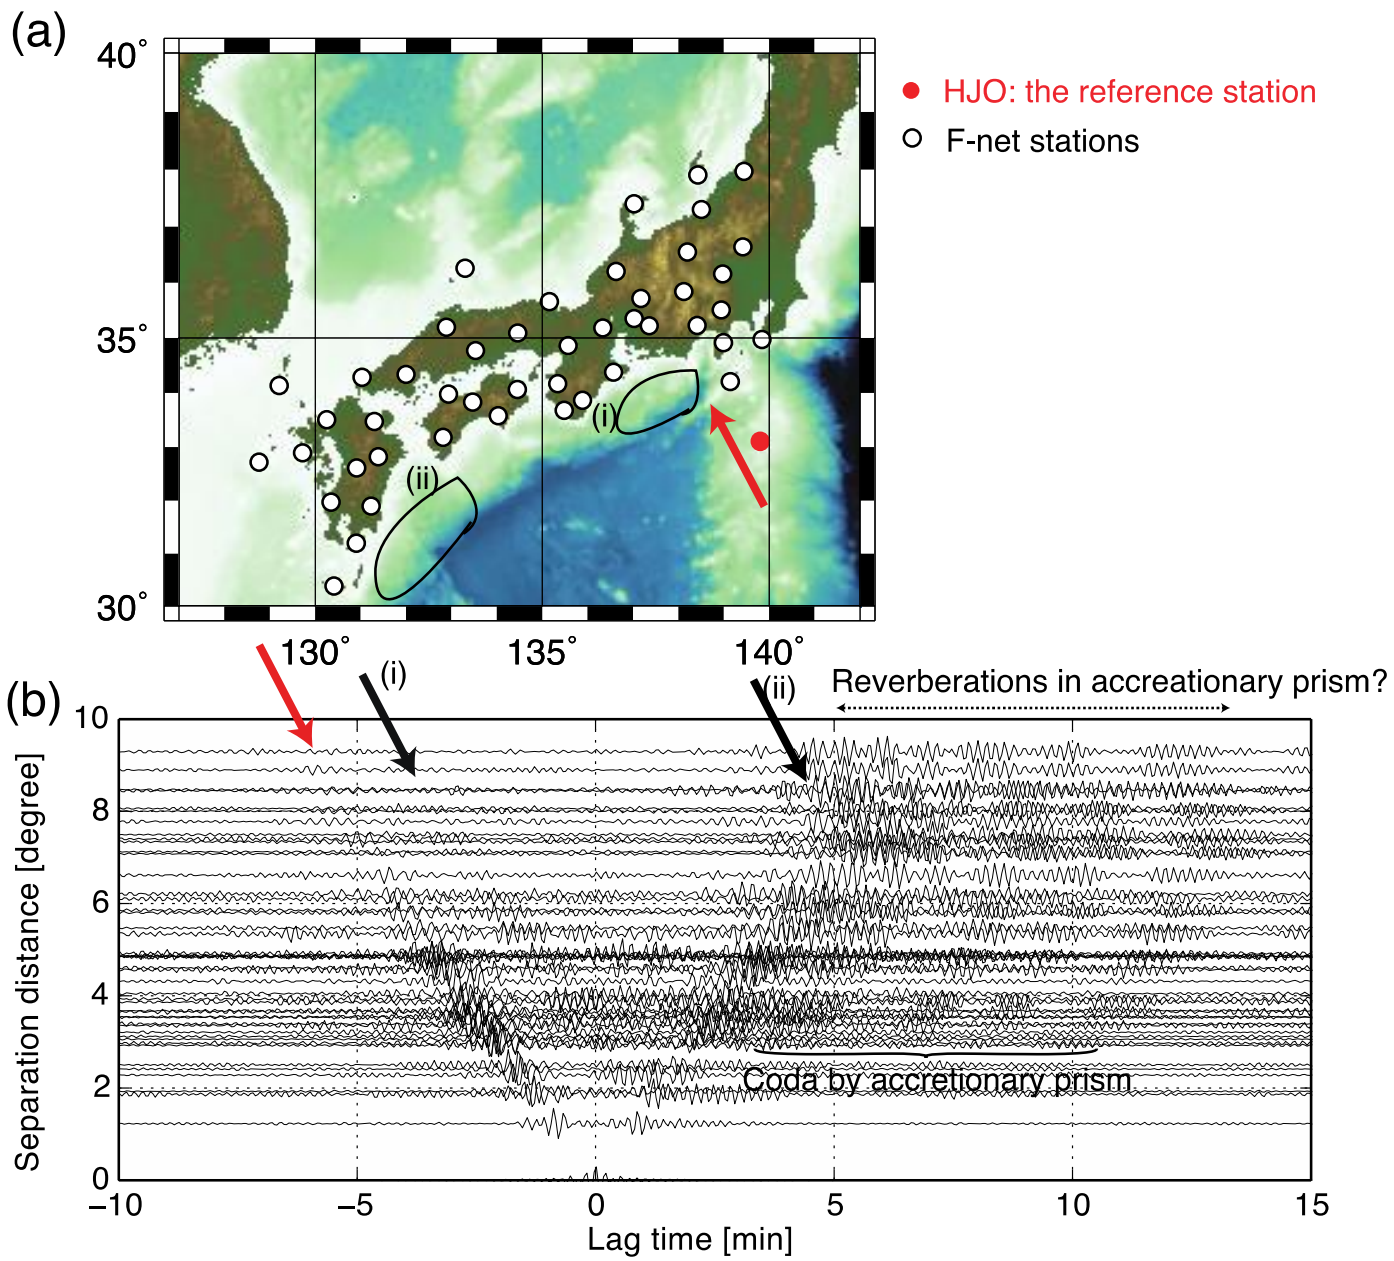 (a)
40°
35°
30°
130°
135°
140°
HJO: the reference station
F-net stations
(i)
(ii)
(b)
(i)
(ii)
Reverberations in accreationary prism?
Separation distance [degree]
10
8
6
4
2
0
Coda by accretionary prism
−10
−5
0
5
10
15
Lag time [min]